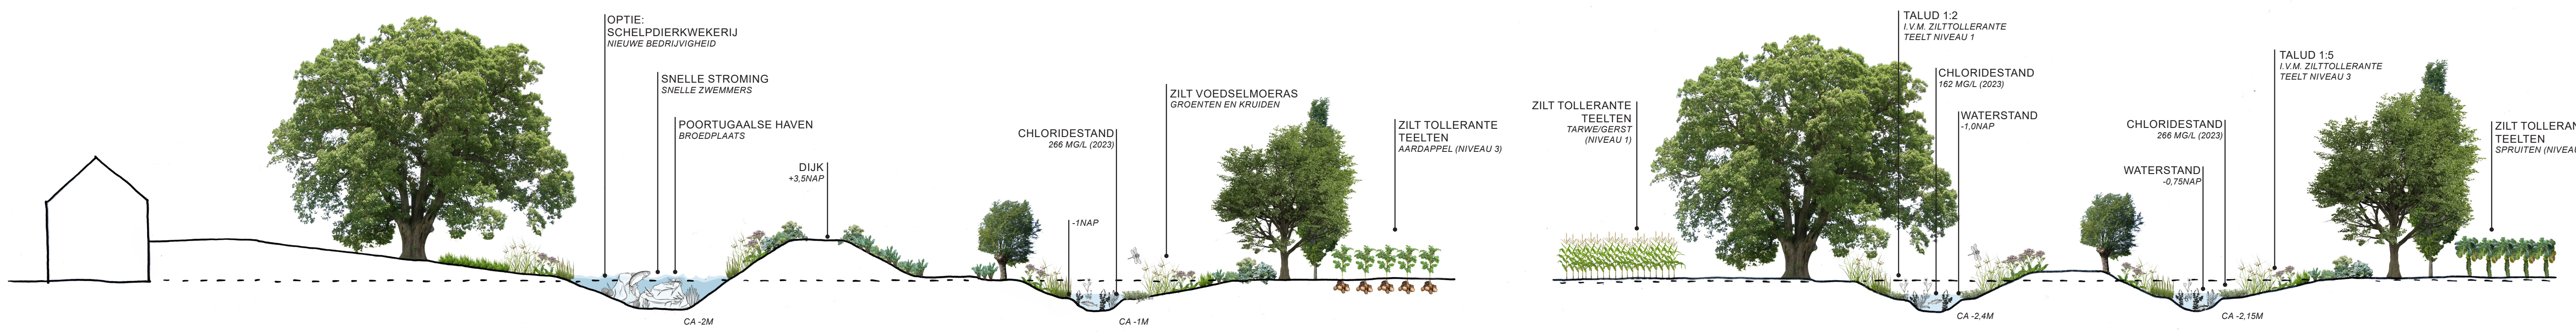 OPTIE:
SCHELPDIERKWEKERIJ
NIEUWE BEDRIJVIGHEID
SNELLE STROMING
SNELLE ZWEMMERS
POORTUGAALSE HAVEN
BROEDPLAATS
DIJK
+3,5NAP
CA -2M
CHLORIDESTAND
266 MG/L (2023)
-1NAP
CA -1M
ZILT VOEDSELMOERAS
GROENTEN EN KRUIDEN
ZILT TOLLERANTE
TEELTEN
AARDAPPEL (NIVEAU 3)
ZILT TOLLERANTE
TEELTEN
TARWE/GERST
(NIVEAU 1)
TALUD 1:2
I.V.M. ZILTTOLLERANTE
TEELT NIVEAU 1
CHLORIDESTAND
162 MG/L (2023)
WATERSTAND
-1,0NAP
CA -2,4M
CHLORIDESTAND
266 MG/L (2023)
WATERSTAND
-0,75NAP
CA -2,15M
TALUD 1:5
I.V.M. ZILTTOLLERANTE
TEELT NIVEAU 3
ZILT TOLLERAN
TEELTEN
SPRUITEN (NIVEAU